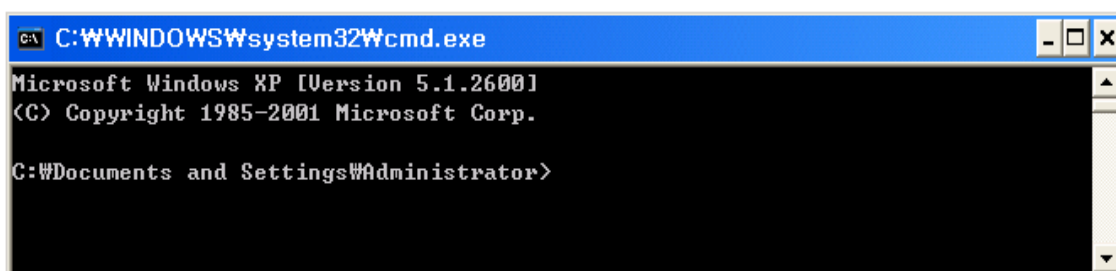 C:₩WINDOWS₩system32₩cmd.exe
Microsoft Windows XP [Version 5.1.2600]
(C) Copyright 1985-2001 Microsoft Corp.
C:₩Documents and Settings₩Administrator>